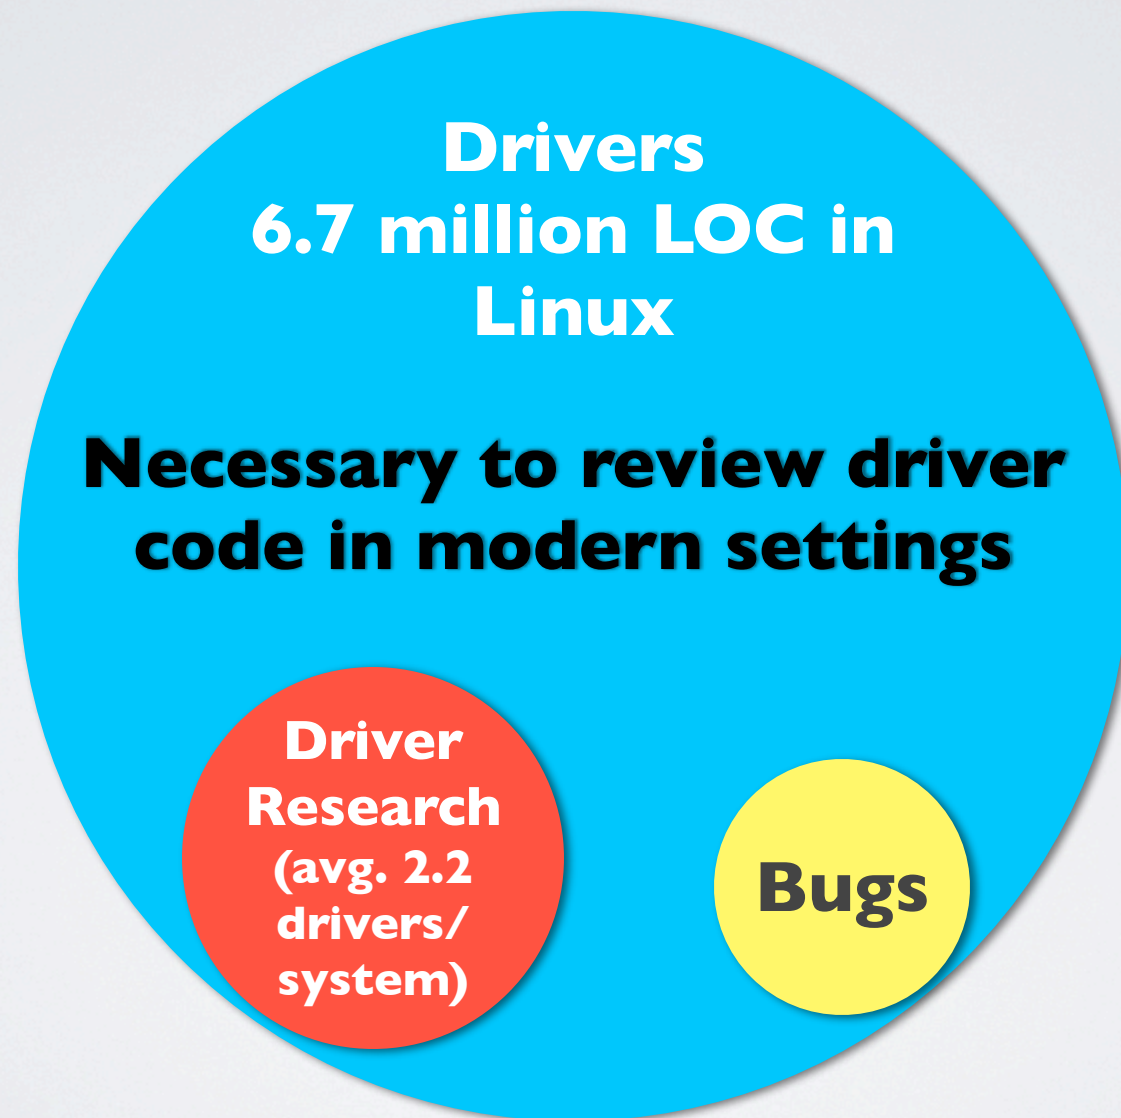 Drivers
6.7 million LOC in
Linux
Necessary to review driver
code in modern settings
Driver
Research
(avg. 2.2
drivers/
system)
Bugs